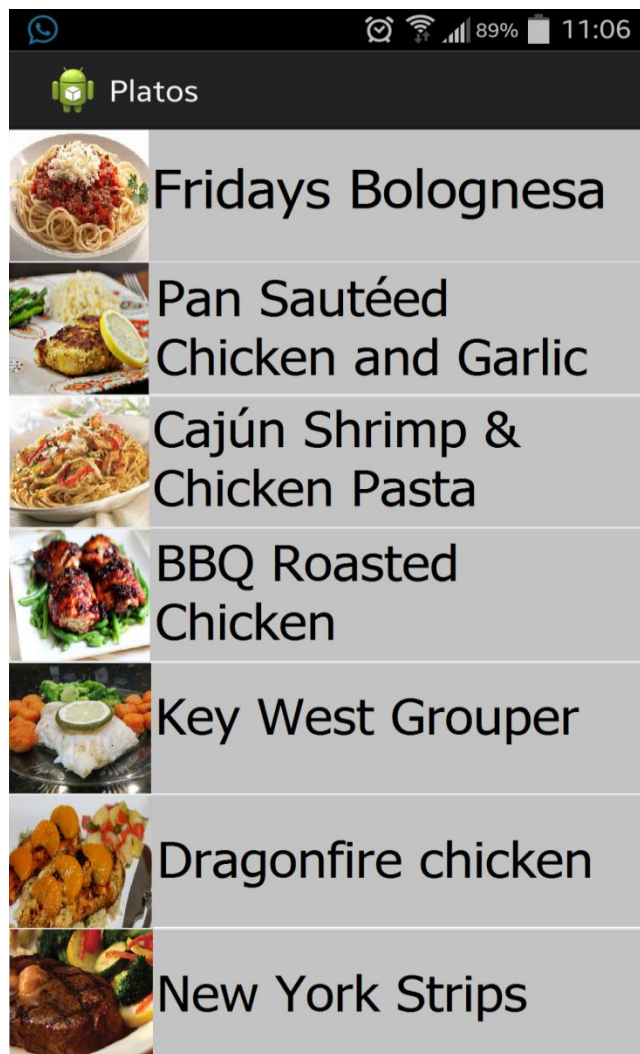 89% 11:06
Platos
Fridays Bolognesa
Pan Sautéed
Chicken and Garlic
Cajún Shrimp &
Chicken Pasta
BBQ Roasted
Chicken
Key West Grouper
Dragonfire chicken
New York Strips